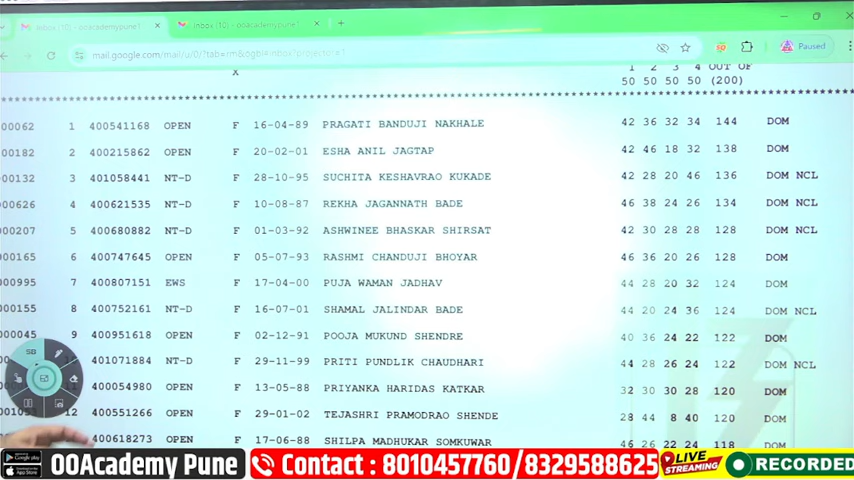 Inbox (10) - ooacademypune1
Inbox (10) - ooacademypune1
Paused
mail.google.com/mail/u/0/?tab=rm&ogbl#inbox?projector=1
X 1 2 3 4 OUT OF
50 50 50 50 (200)
00062 1 400541168 OPEN F 16-04-89 PRAGATI BANDUJI NAKHALE 42 36 32 34 144 DOM
00182 2 400215862 OPEN F 20-02-01 ESHA ANIL JAGTAP 42 46 18 32 138 DOM
00132 3 401058441 NT-D F 28-10-95 SUCHITA KESHAVRAO KUKADE 42 28 20 46 136 DOM NCL
00626 4 400621535 NT-D F 10-08-87 REKHA JAGANNATH BADE 46 38 24 26 134 DOM NCL
00207 5 400680882 NT-D F 01-03-92 ASHWINEE BHASKAR SHIRSAT 42 30 28 28 128 DOM NCL
00165 6 400747645 OPEN F 05-07-93 RASHMI CHANDUJI BHOYAR 46 36 20 26 128 DOM
00995 7 400807151 EWS F 17-04-00 PUJA WAMAN JADHAV 44 28 20 32 124 DOM
00155 8 400752161 NT-D F 16-07-01 SHAMAL JALINDAR BADE 44 20 24 36 124 DOM NCL
00045 9 400951618 OPEN F 02-12-91 POOJA MUKUND SHENDRE 40 36 24 22 122 DOM
401071884 NT-D F 29-11-99 PRITI PUNDLIK CHAUDHARI 44 28 26 24 122 DOM NCL
400054980 OPEN F 13-05-88 PRIYANKA HARIDAS KATKAR 32 30 30 28 120 DOM
12 400551266 OPEN F 29-01-02 TEJASHRI PRAMODRAO SHENDE 28 44 8 40 120 DOM
400618273 OPEN F 17-06-88 SHILPA MADHUKAR SOMKUWAR 46 26 22 24 118 DOM
SB
Google play
App Store
OOAcademy Pune
Contact : 8010457760/8329588625
LIVE
STREAMING
RECORDED